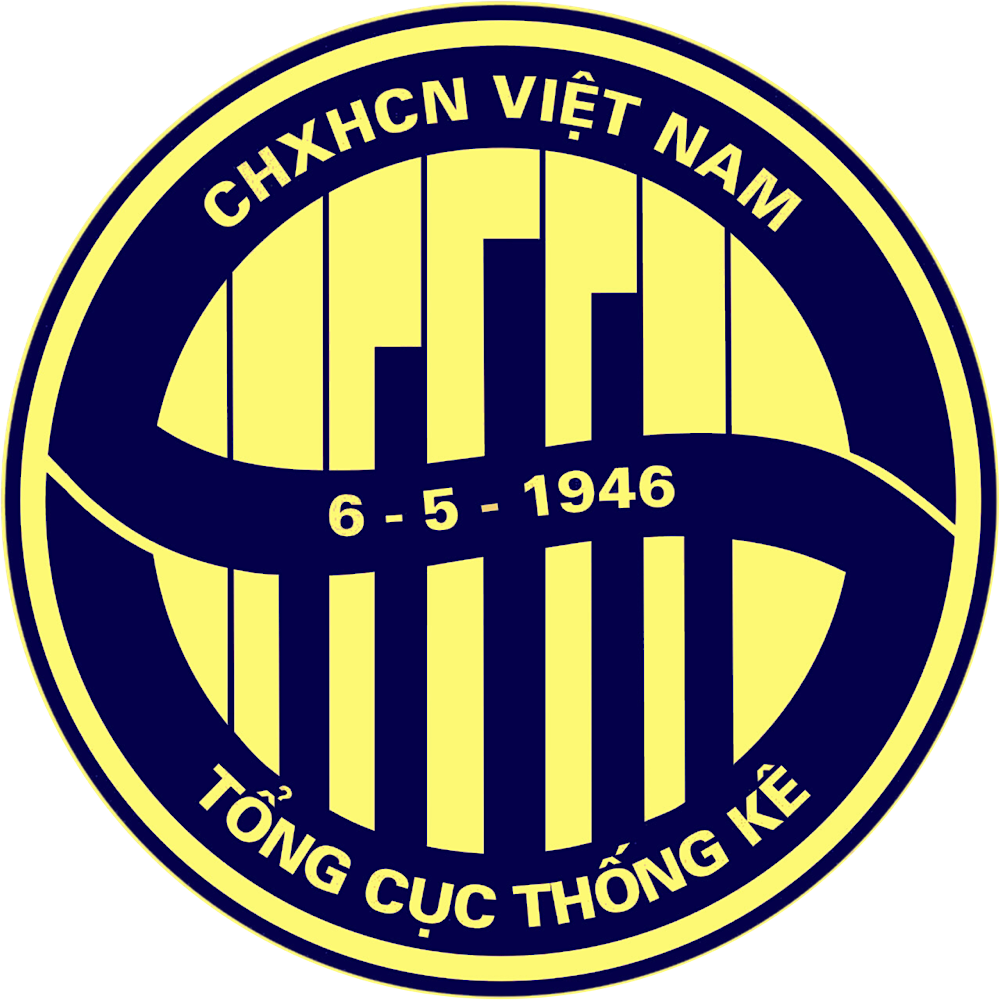 CHXHCN VIỆT NAM
6 - 5 - 1946
TỔNG CỤC THỐNG KÊ